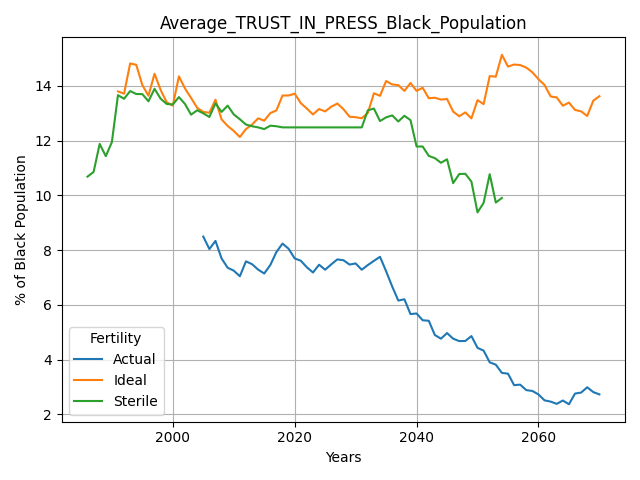 Average_TRUST_IN_PRESS_Black_Population
% of Black Population
14
12
10
8
6
4
2
Fertility
Actual
Ideal
Sterile
2000 2020 2040 2060
Years